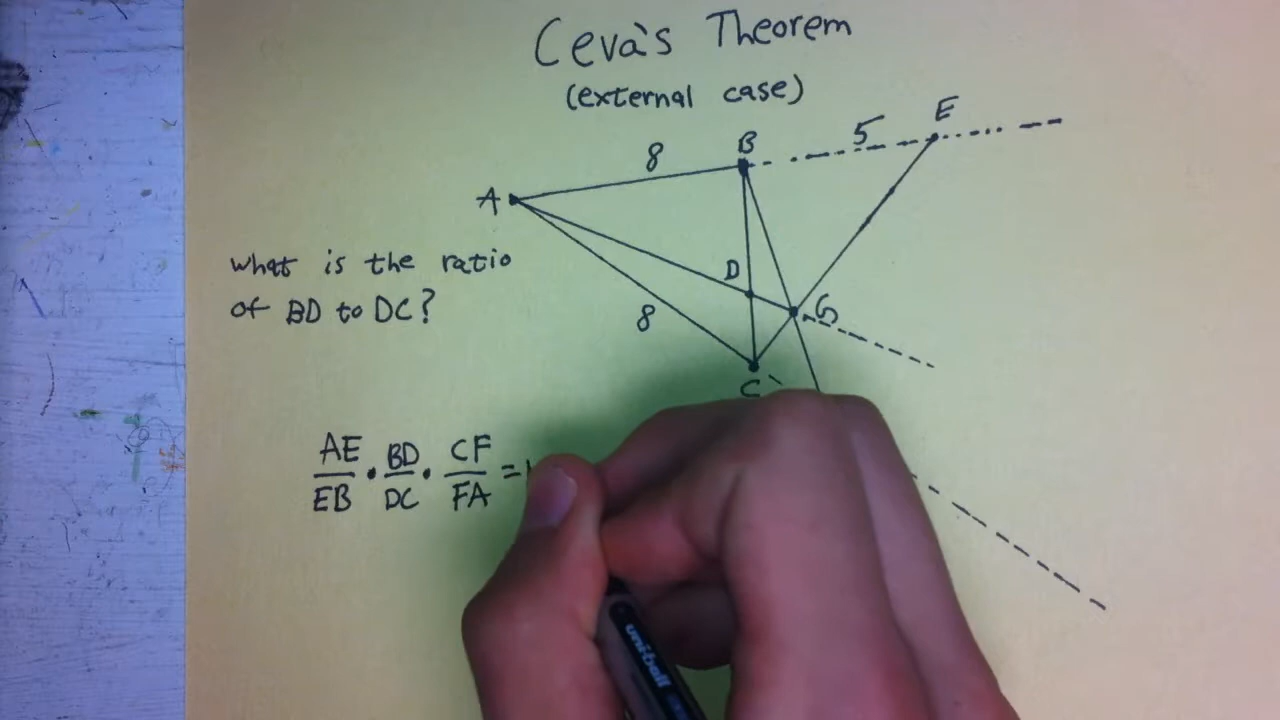 Ceva's Theorem
(external case)
E
5
B
8
A
what is the ratio
of BD to DC?
D
G
8
C
AE/EB · BD/DC · CF/FA =
uniball